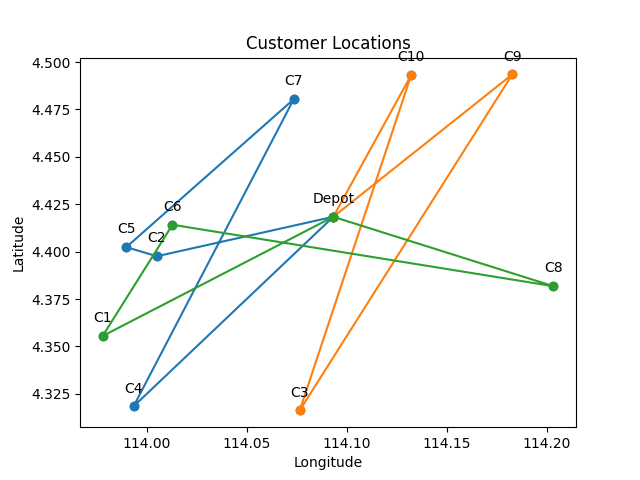 Customer Locations
C10
C9
4.500
C7
4.475
4.450
Depot
4.425
C6
C5
C2
4.400
C8
4.375
C1
4.350
C4
C3
4.325
Latitude
114.00
114.05
114.10
114.15
114.20
Longitude